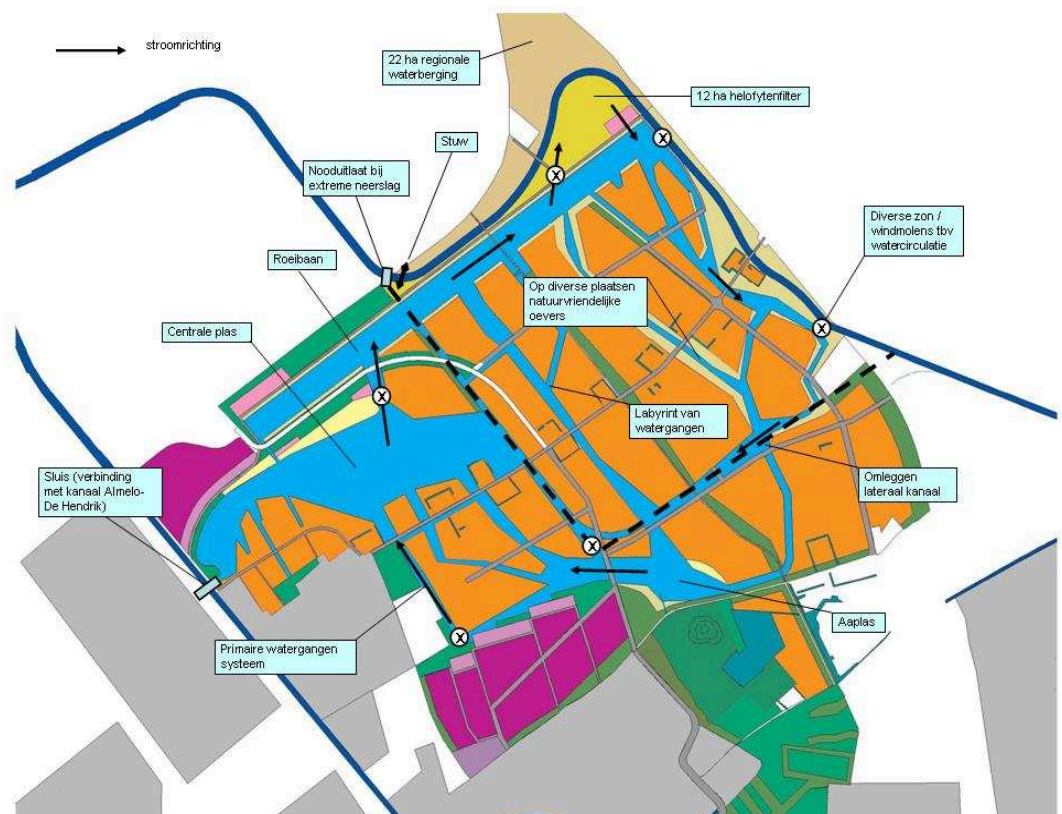 stroomrichting
22 ha regionale
waterberging
12 ha helofytenfilter
Stuw
Nooduitlaat bij
extreme neerslag
Diverse zon /
windmolens tbv
watercirculatie
Roeibaan
Op diverse plaatsen
natuurvriendelijke
oevers
Centrale plas
Labyrint van
watergangen
Sluis (verbinding
met kanaal Almelo-
De Hendrik)
Omleggen
lateraal kanaal
Primaire watergangen
systeem
Aaplas
X
X
X
X
X
X